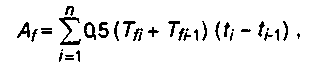 A_f = \sum_{i=1}^{n} 0,5 (T_{fi} + T_{fi-1}) (t_i - t_{i-1}) ,